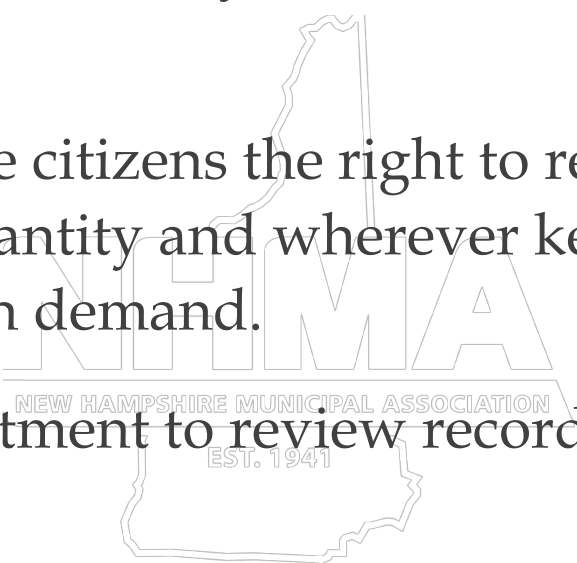 e citizens the right to re
antity and wherever ke
n demand.
NHMA
NEW HAMPSHIRE MUNICIPAL ASSOCIATION
tment to review record
EST. 1941